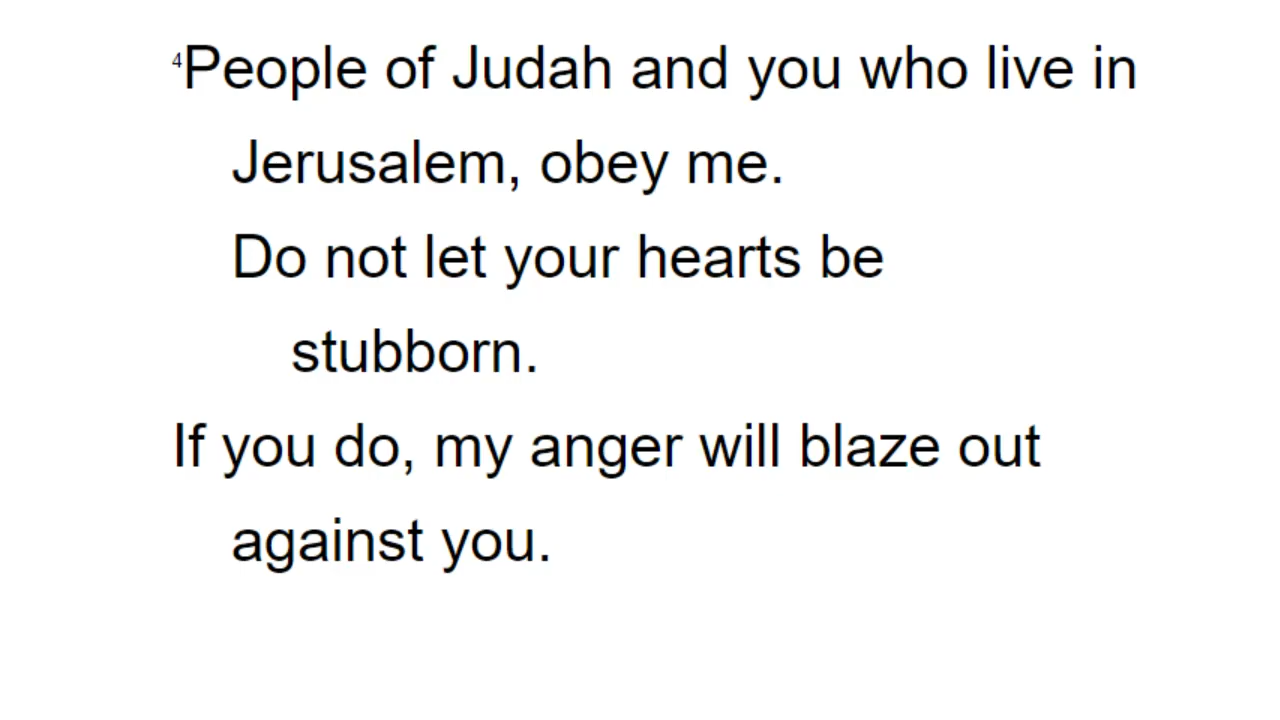 4People of Judah and you who live in
Jerusalem, obey me.
Do not let your hearts be
stubborn.
If you do, my anger will blaze out
against you.